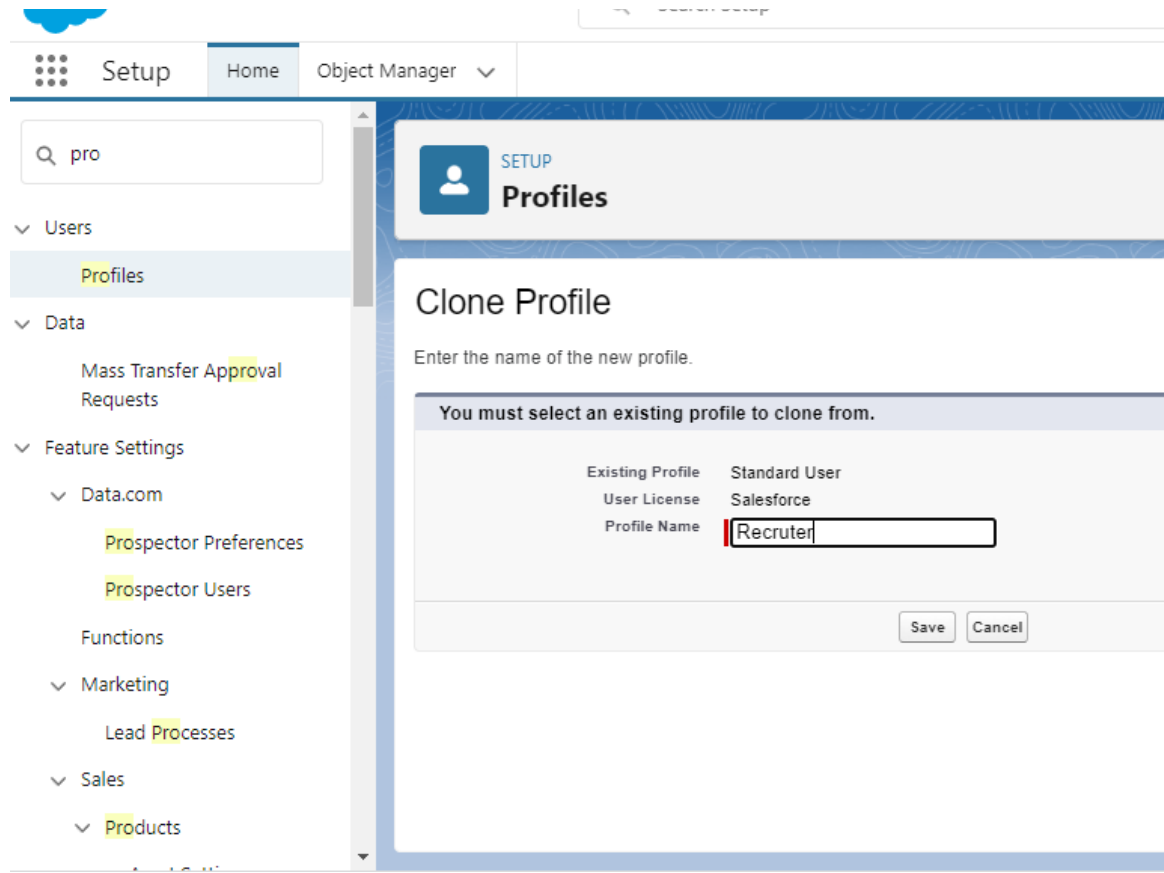 Search Setup
Setup
Home
Object Manager
pro
Users
Profiles
Data
Mass Transfer Approval
Requests
Feature Settings
Data.com
Prospector Preferences
Prospector Users
Functions
Marketing
Lead Processes
Sales
Products
SETUP
Profiles
Clone Profile
Enter the name of the new profile.
You must select an existing profile to clone from.
Existing Profile Standard User
User License Salesforce
Profile Name Recruter
Save Cancel